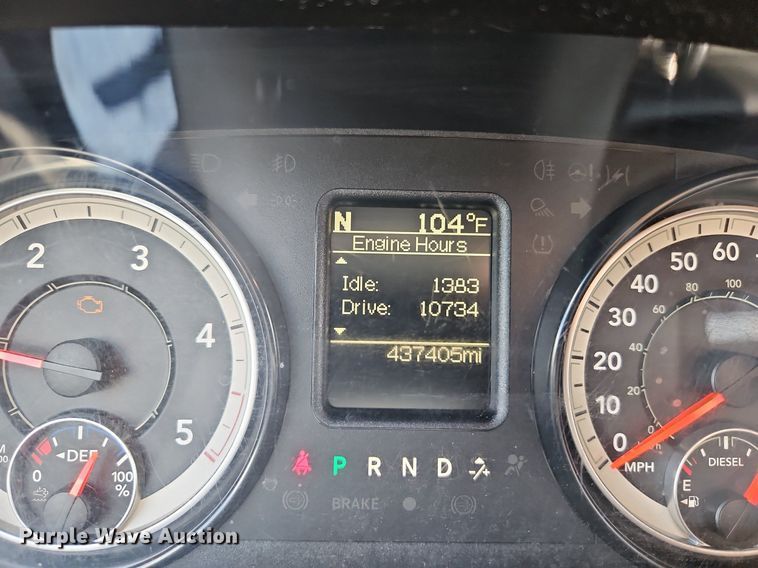 N 104°F
Engine Hours
Idle: 1383
Drive: 10734
437405mi
2 3 4 5
◄DEF
0 100
%
P R N D
BRAKE
0 10 20 30 40 50 60
20 40 60 80 100
MPH
DIESEL
E
Purple Wave Auction